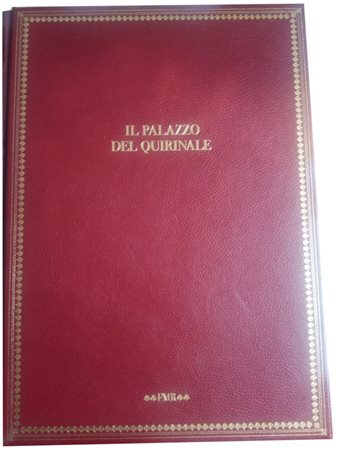 IL PALAZZO
DEL QUIRINALE
FMR